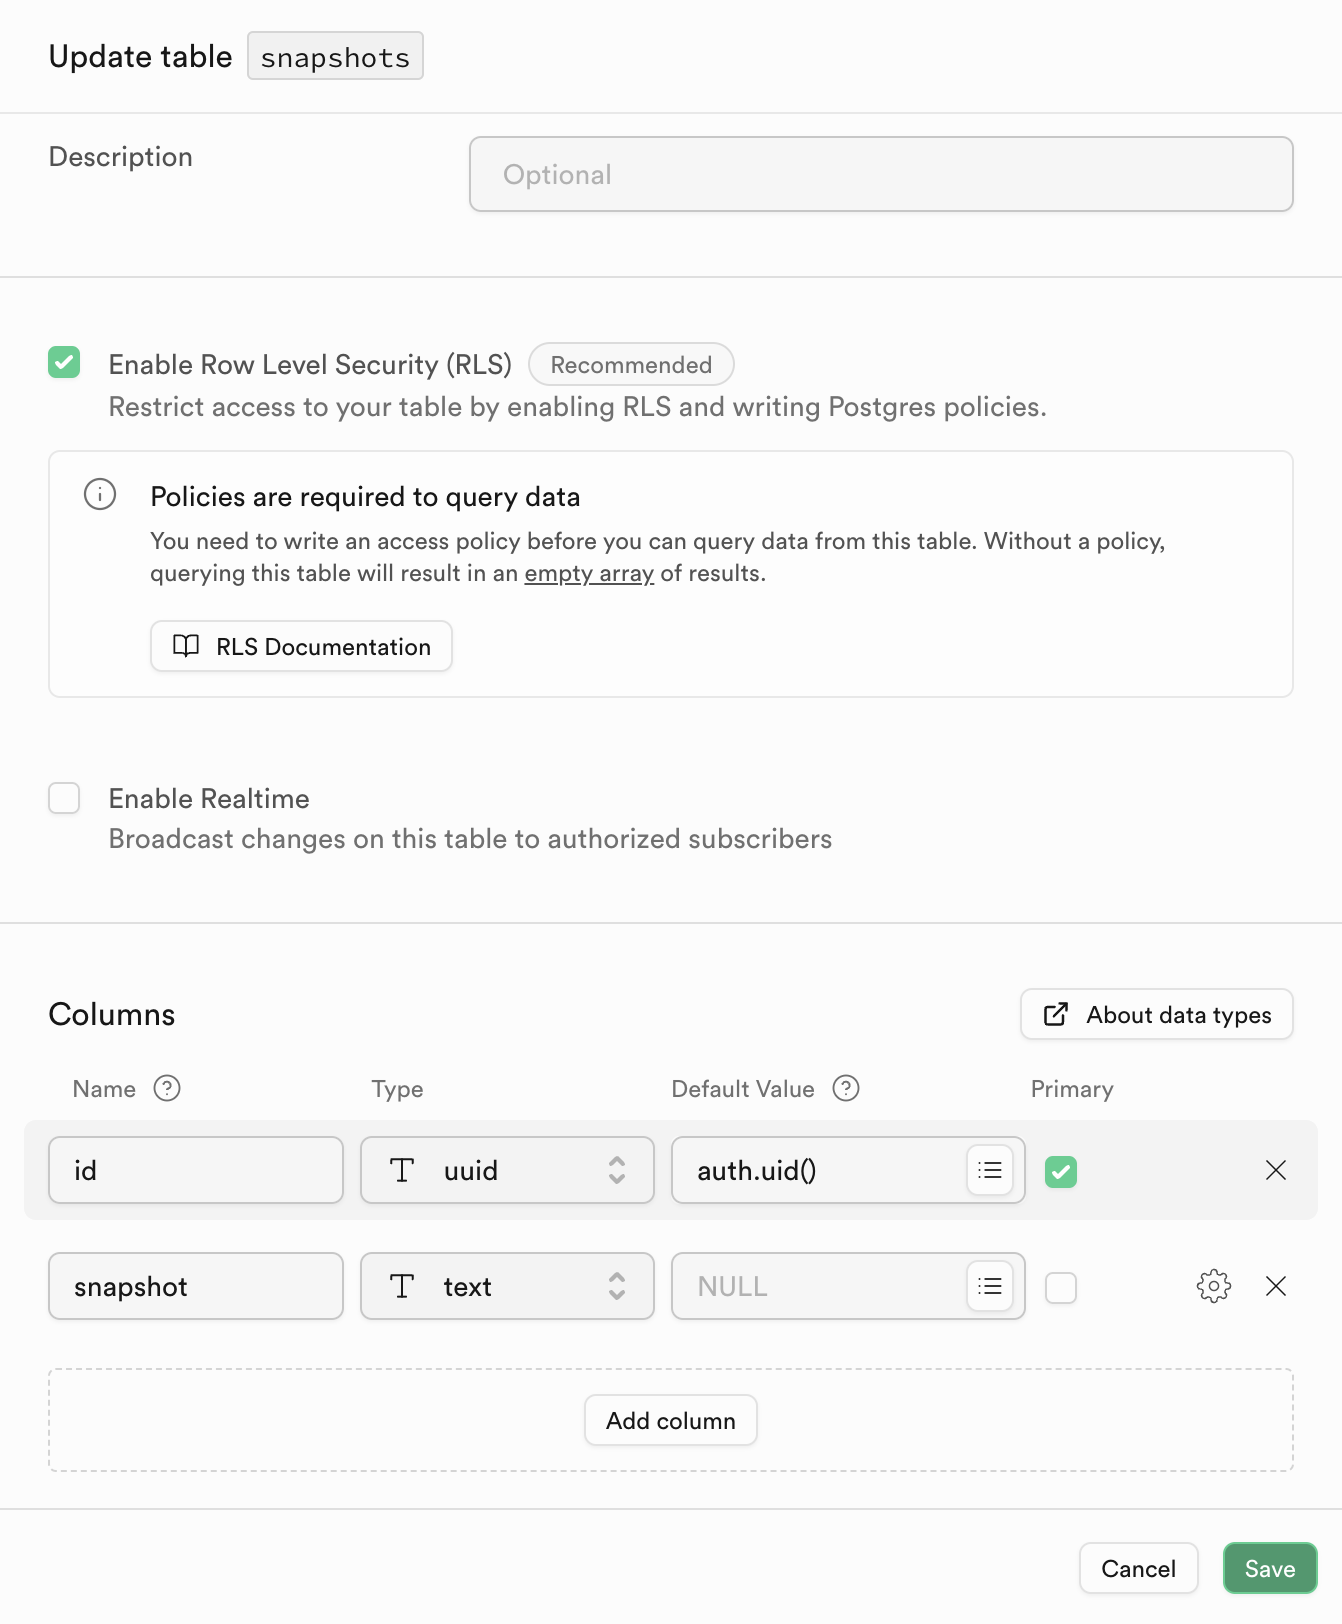 Update table snapshots
Description
Optional
Enable Row Level Security (RLS) Recommended
Restrict access to your table by enabling RLS and writing Postgres policies.
Policies are required to query data
You need to write an access policy before you can query data from this table. Without a policy,
querying this table will result in an empty array of results.
RLS Documentation
Enable Realtime
Broadcast changes on this table to authorized subscribers
Columns
About data types
Name Type Default Value Primary
id uuid auth.uid()
snapshot text NULL
Add column
Cancel Save